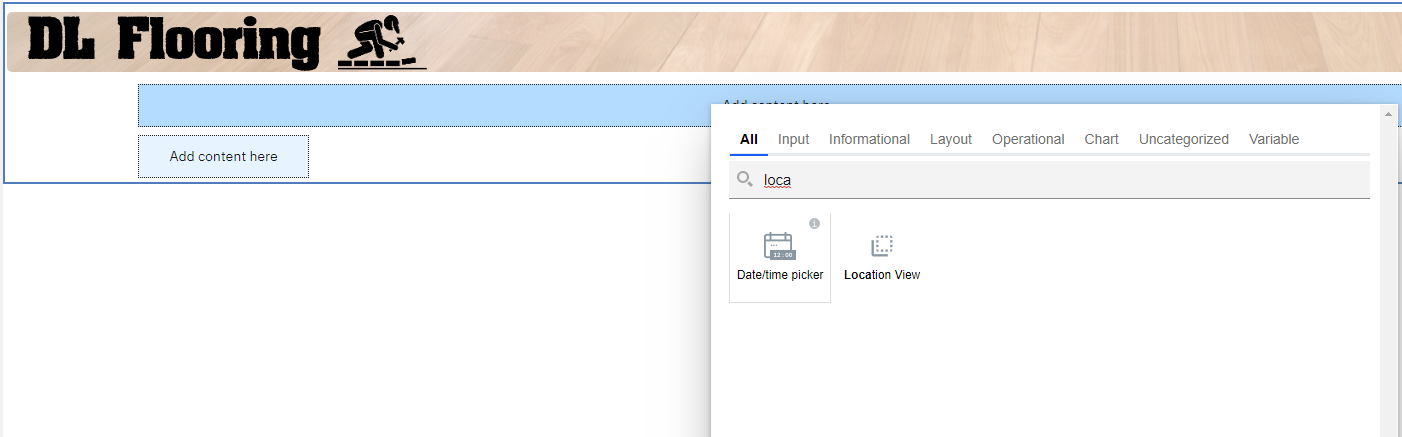 DL Flooring
Add content here
Add content here
All Input Informational Layout Operational Chart Uncategorized Variable
loca
1
12:00
Date/time picker Location View